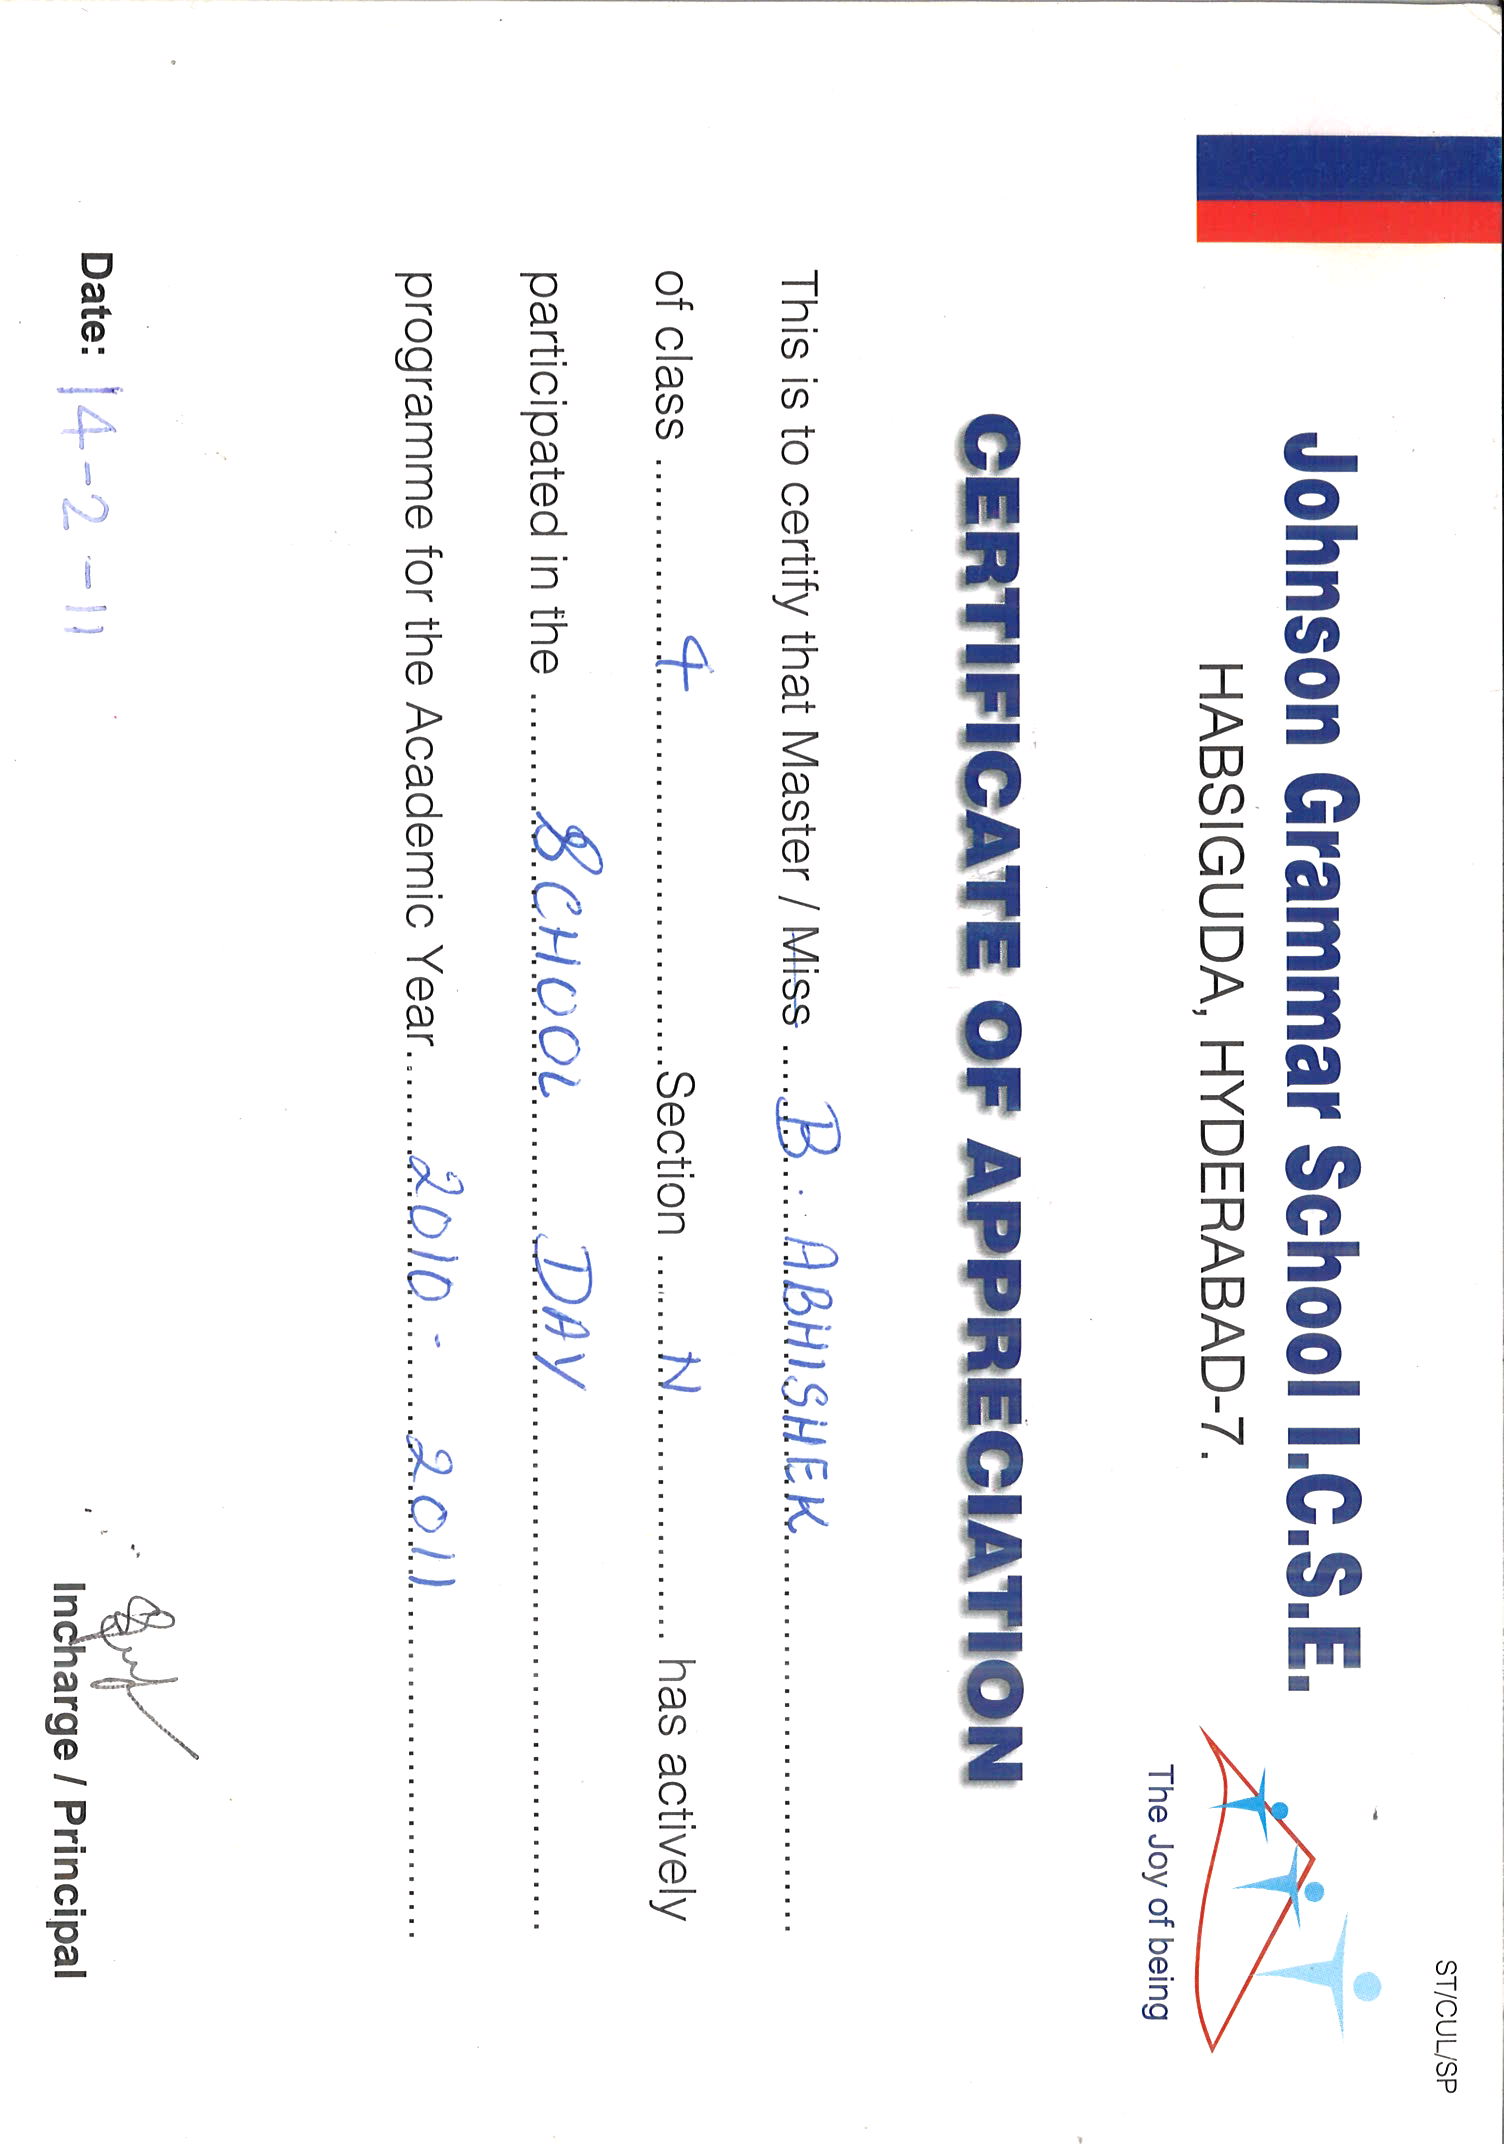 ST/CUL/SP
Johnson Grammar School I.C.S.E.
HABSIGUDA, HYDERABAD-7.
The Joy of being
CERTIFICATE OF APPRECIATION
This is to certify that Master / Miss B. ABHISHEK
of class 4 Section N has actively
participated in the SCHOOL DAY
programme for the Academic Year 2010 - 2011
Date: 14-2-11
Incharge / Principal